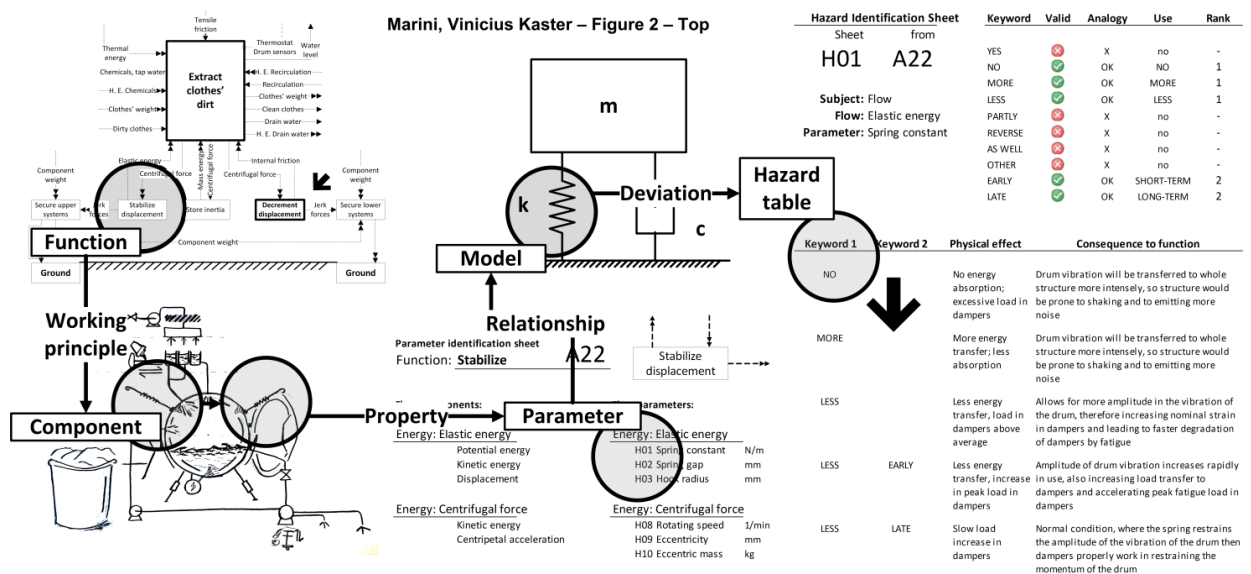 Marini, Vinicius Kaster – Figure 2 – Top
Tensile
friction
Thermal
energy
Chemicals, tap water
H. E. Chemicals
Clothes' weight
Dirty clothes
Extract
clothes'
dirt
Thermostat
Drum sensors
Water
level
H. E. Recirculation
Recirculation
Clothes' weight
Clean clothes
Drain water
H. E. Drain water
Elastic energy
Centrifugal force
Mass energy
Centrifugal force
Internal friction
Centrifugal force
Component
weight
Component
weight
Secure upper
systems
Jerk
forces
Stabilize
displacement
Store inertia
Decrement
displacement
Jerk
forces
Secure lower
systems
Function
Component weight
Ground
Ground
Working
principle
Component
Property
Parameter
Relationship
Model
m
k
c
Deviation
Hazard
table
Parameter identification sheet
Function: Stabilize
A22
Stabilize
displacement
Energy: Elastic energy
Potential energy
Kinetic energy
Displacement
Energy: Centrifugal force
Kinetic energy
Centripetal acceleration
parameters:
Energy: Elastic energy
H01 Spring constant N/m
H02 Spring gap mm
H03 Hook radius mm
Energy: Centrifugal force
H08 Rotating speed 1/min
H09 Eccentricity mm
H10 Eccentric mass kg
Hazard Identification Sheet
Sheet from
H01 A22
Subject: Flow
Flow: Elastic energy
Parameter: Spring constant
Keyword Valid Analogy Use Rank
YES X no -
NO OK NO 1
MORE OK MORE 1
LESS OK LESS 1
PARTLY X no -
REVERSE X no -
AS WELL X no -
OTHER X no -
EARLY OK SHORT-TERM 2
LATE OK LONG-TERM 2
Keyword 1 Keyword 2 Physical effect Consequence to function
NO
No energy
absorption;
excessive load in
dampers
Drum vibration will be transferred to whole
structure more intensely, so structure would
be prone to shaking and to emitting more
noise
MORE
More energy
transfer; less
absorption
Drum vibration will be transferred to whole
structure more intensely, so structure would
be prone to shaking and to emitting more
noise
LESS
Less energy
transfer, load in
dampers above
average
Allows for more amplitude in the vibration of
the drum, therefore increasing nominal strain
in dampers and leading to faster degradation
of dampers by fatigue
LESS EARLY
Less energy
transfer, increase
in peak load in
dampers
Amplitude of drum vibration increases rapidly
in use, also increasing load transfer to
dampers and accelerating peak fatigue load in
dampers
LESS LATE
Slow load
increase in
dampers
Normal condition, where the spring restrains
the amplitude of the vibration of the drum then
dampers properly work in restraining the
momentum of the drum